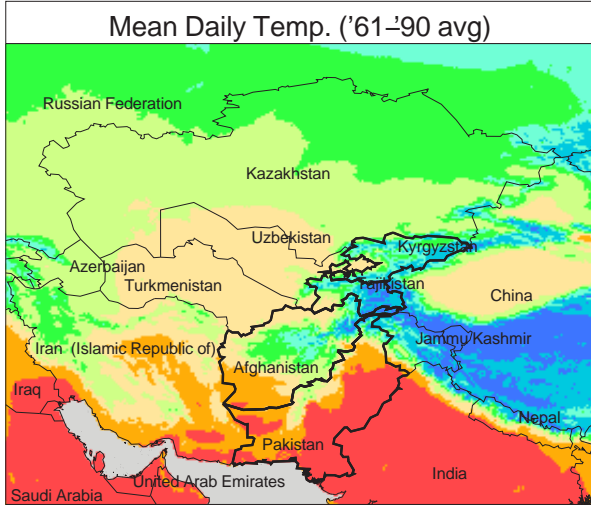 Mean Daily Temp. ('61–'90 avg)
Russian Federation
Kazakhstan
Uzbekistan
Kyrgyzstan
Azerbaijan
Turkmenistan
Tajikistan
China
Iran (Islamic Republic of)
Jammu/Kashmir
Afghanistan
Iraq
Nepal
Pakistan
India
United Arab Emirates
Saudi Arabia